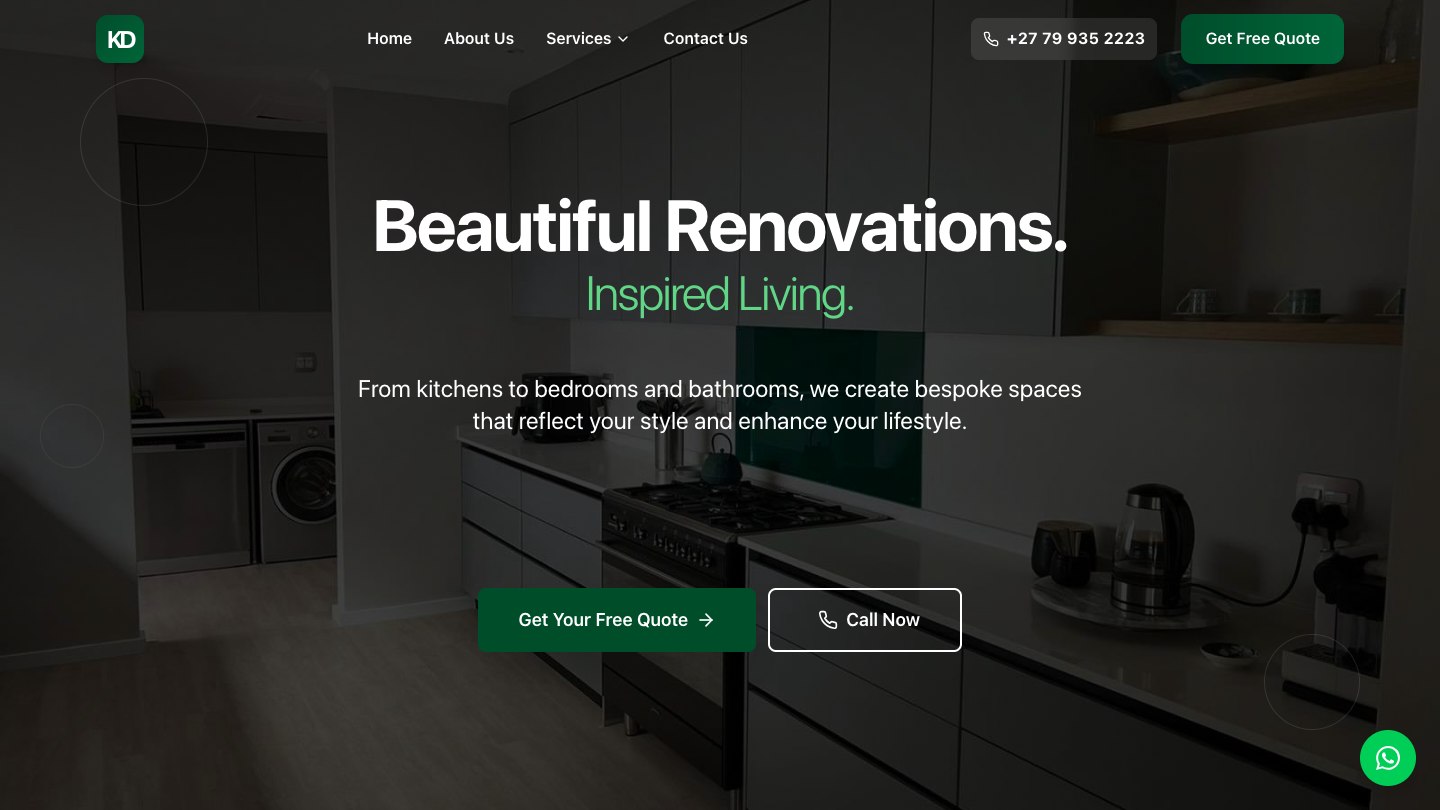 KD
Home
About Us
Services
Contact Us
+27 79 935 2223
Get Free Quote
Beautiful Renovations.
Inspired Living.
From kitchens to bedrooms and bathrooms, we create bespoke spaces
that reflect your style and enhance your lifestyle.
Get Your Free Quote
Call Now